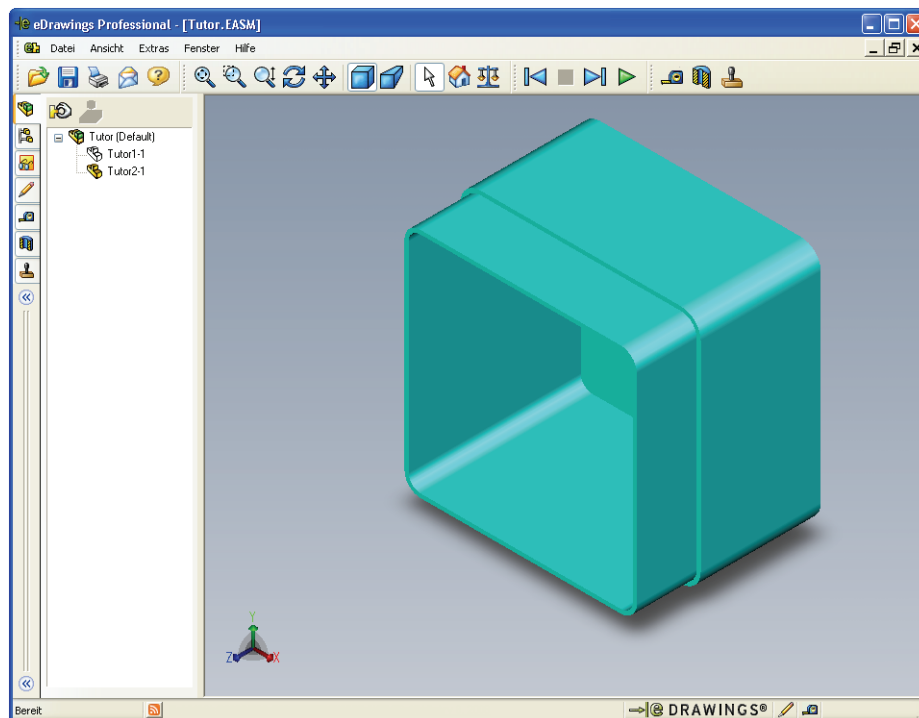 eDrawings Professional - [Tutor.EASM]
Datei Ansicht Extras Fenster Hilfe
Tutor (Default)
Tutor1-1
Tutor2-1
Y
Z X
Bereit
e DRAWINGS®